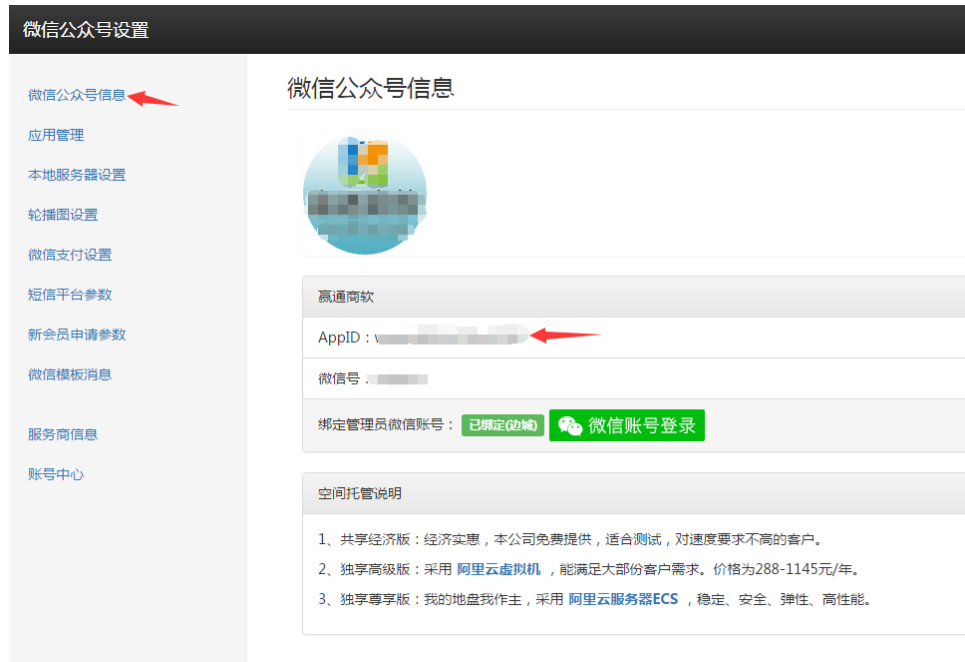 微信公众号设置
微信公众号信息
应用管理
本地服务器设置
轮播图设置
微信支付设置
短信平台参数
新会员申请参数
微信模板消息
服务商信息
账号中心
微信公众号信息
赢通商软
AppID：
微信号
绑定管理员微信账号： 已绑定(边城) 微信账号登录
空间托管说明
1、共享经济版：经济实惠，本公司免费提供，适合测试，对速度要求不高的客户。
2、独享高级版：采用 阿里云虚拟机 ，能满足大部份客户需求。价格为288-1145元/年。
3、独享尊享版：我的地盘我作主，采用 阿里云服务器ECS ，稳定、安全、弹性、高性能。